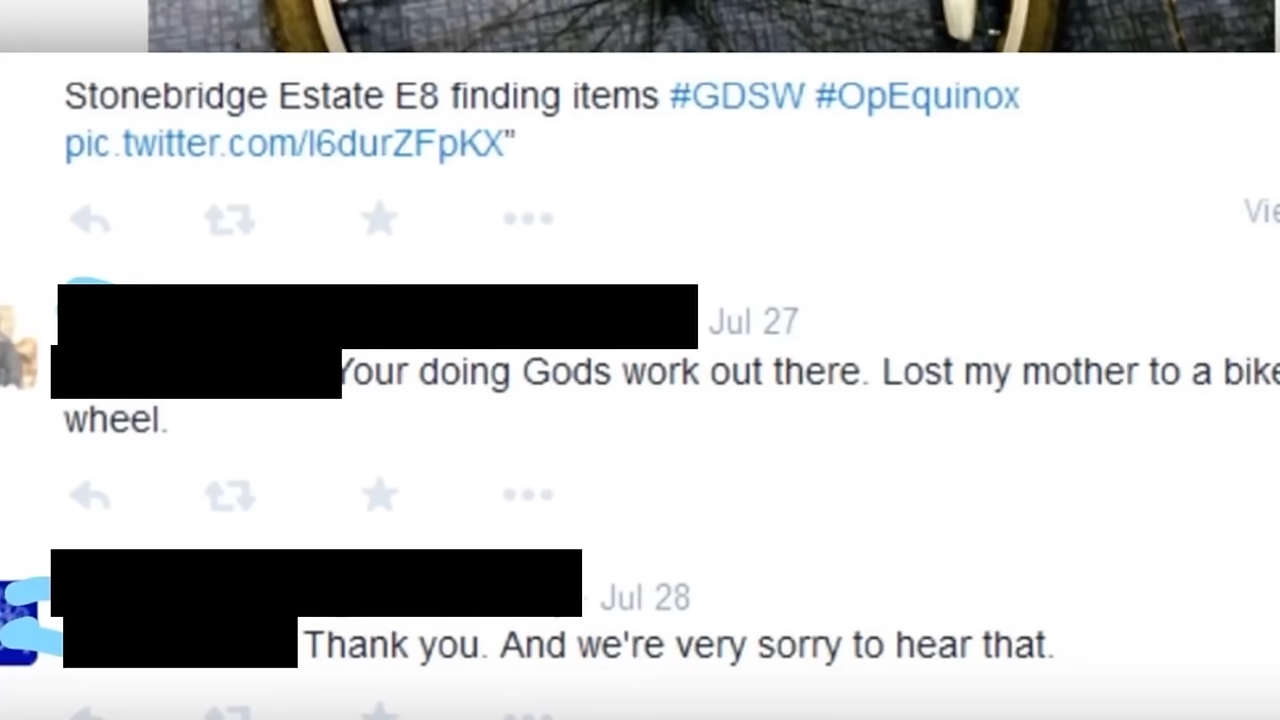 Stonebridge Estate E8 finding items #GDSW #OpEquinox
pic.twitter.com/l6durZFpKX"
Vie
Jul 27
Your doing Gods work out there. Lost my mother to a bike
wheel.
Jul 28
Thank you. And we're very sorry to hear that.